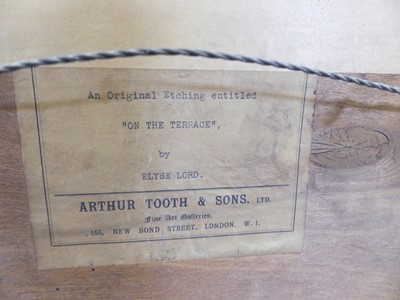 An Original Etching entitled
"ON THE TERRACE",
by
ELYSE LORD.
ARTHUR TOOTH & SONS, LTD.
Fine Art Galleries,
155, NEW BOND STREET, LONDON. W. 1.